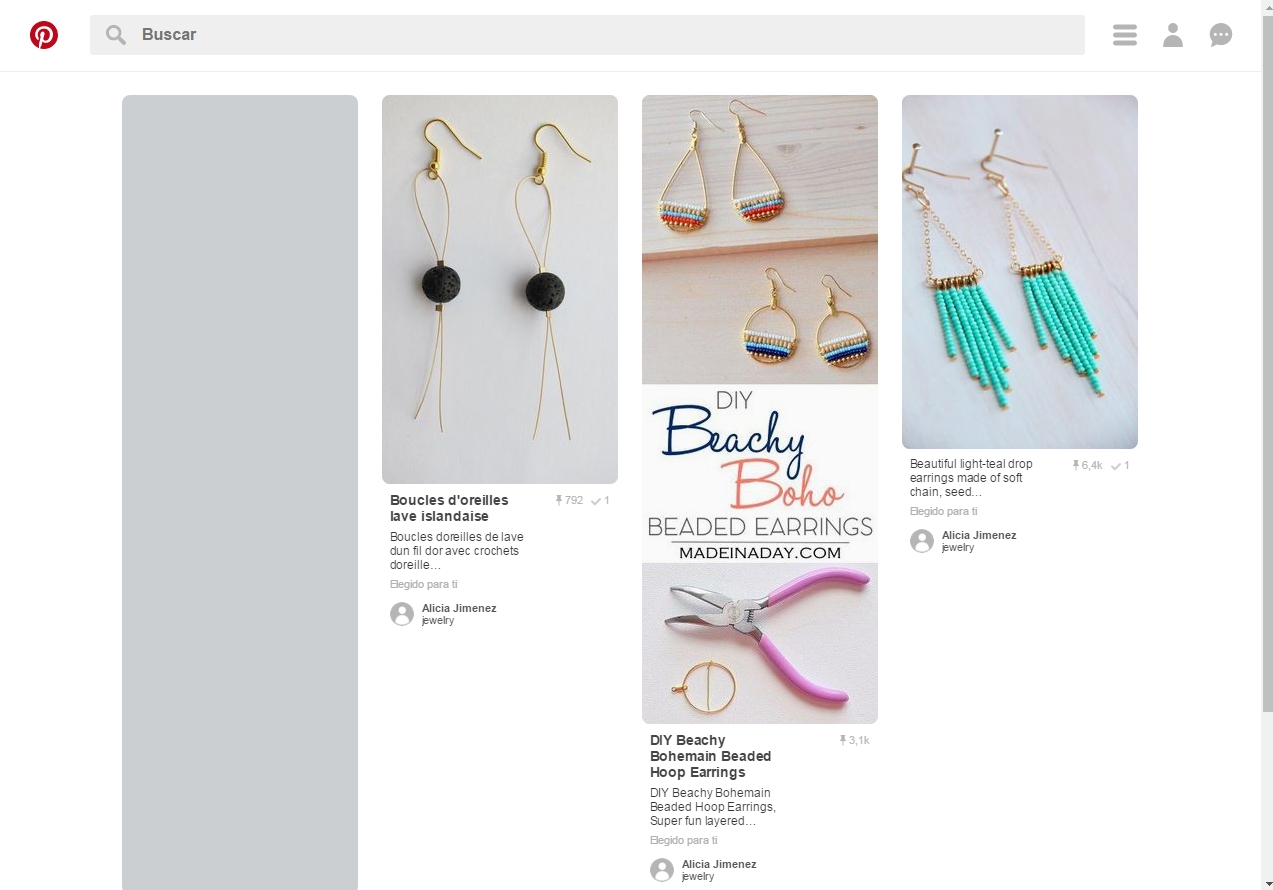 Buscar
Boucles d'oreilles
lave islandaise
792 1
Boucles doreilles de lave
dun fil dor avec crochets
doreille...
Elegido para ti
Alicia Jimenez
jewelry
DIY
Beachy
Boho
BEADED EARRINGS
MADEINADAY.COM
DIY Beachy
Bohemain Beaded
Hoop Earrings
3,1k
DIY Beachy Bohemain
Beaded Hoop Earrings,
Super fun layered...
Elegido para ti
Alicia Jimenez
jewelry
Beautiful light-teal drop
earrings made of soft
chain, seed...
6,4k 1
Elegido para ti
Alicia Jimenez
jewelry